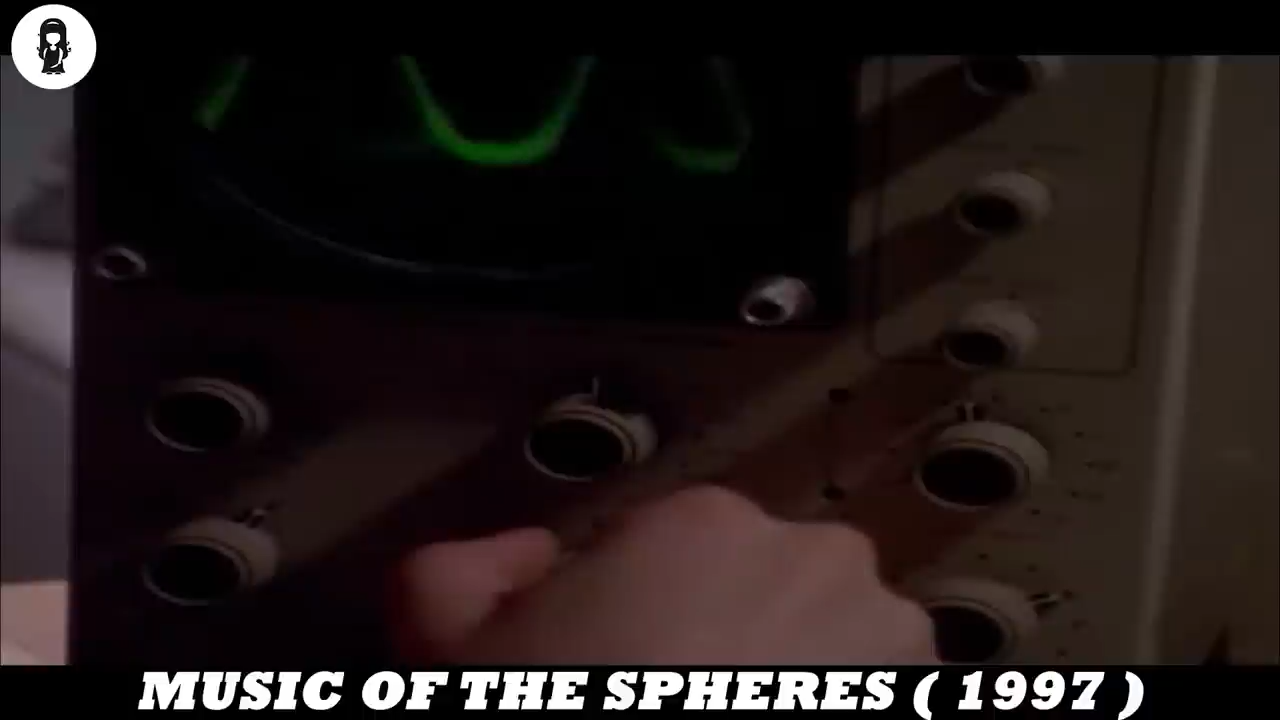 MUSIC OF THE SPHERES ( 1997 )